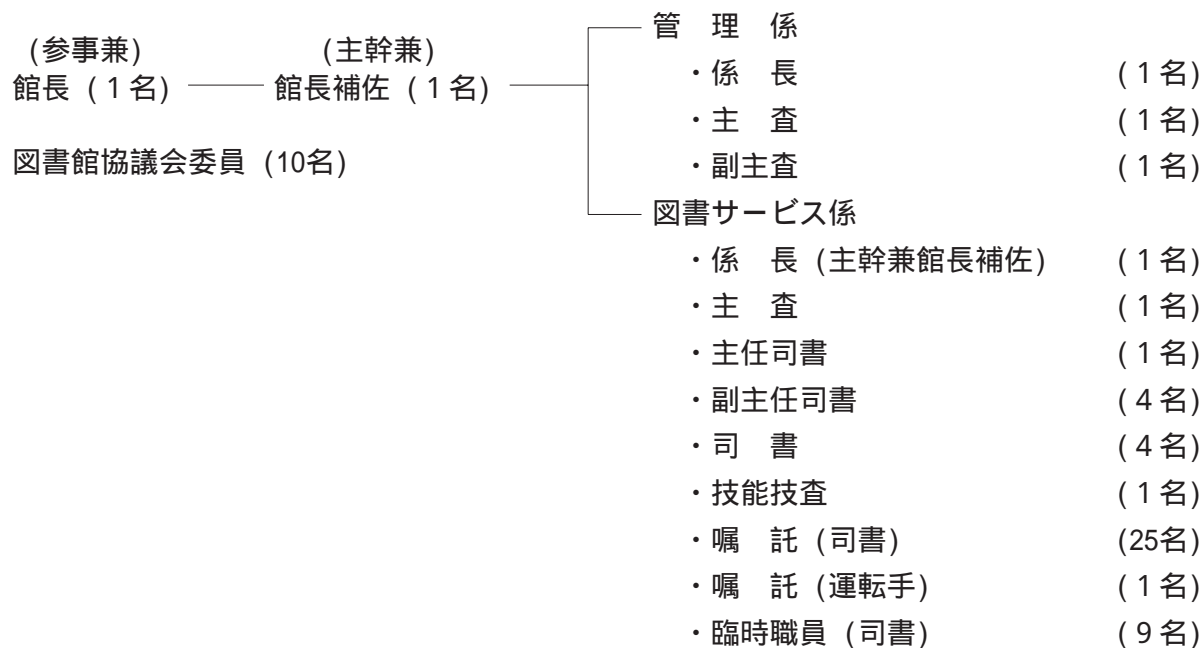 (参事兼) (主幹兼)
館長 (1名) 館長補佐 (1名)
図書館協議会委員 (10名)
管 理 係
・係 長 (1名)
・主 査 (1名)
・副主査 (1名)
図書サービス係
・係 長 (主幹兼館長補佐) (1名)
・主 査 (1名)
・主任司書 (1名)
・副主任司書 (4名)
・司 書 (4名)
・技能技査 (1名)
・嘱 託 (司書) (25名)
・嘱 託 (運転手) (1名)
・臨時職員 (司書) (9名)